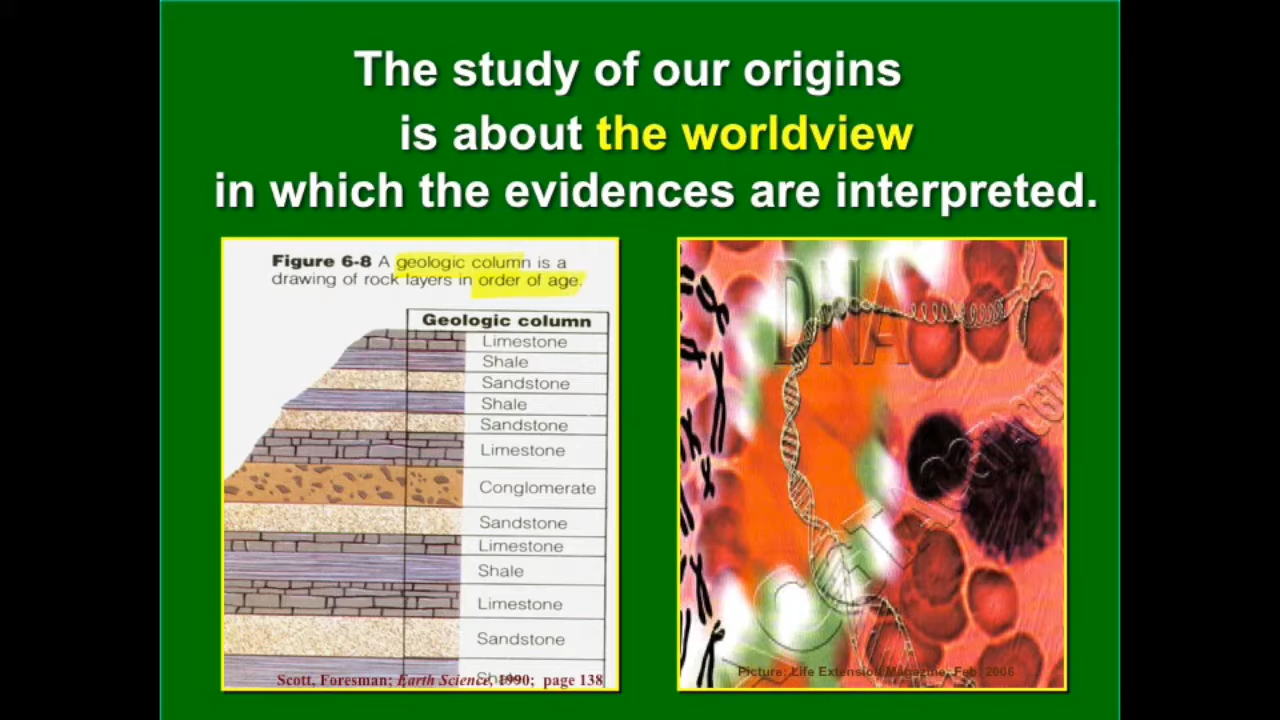 The study of our origins
is about the worldview
in which the evidences are interpreted.
Figure 6-8 A geologic column is a
drawing of rock layers in order of age.
Geologic column
Limestone
Shale
Sandstone
Shale
Sandstone
Limestone
Conglomerate
Sandstone
Limestone
Shale
Limestone
Sandstone
Shale
Scott, Foresman; Earth Science, 1990; page 138
DNA
Picture: Life Extension Magazine, Feb. 2006